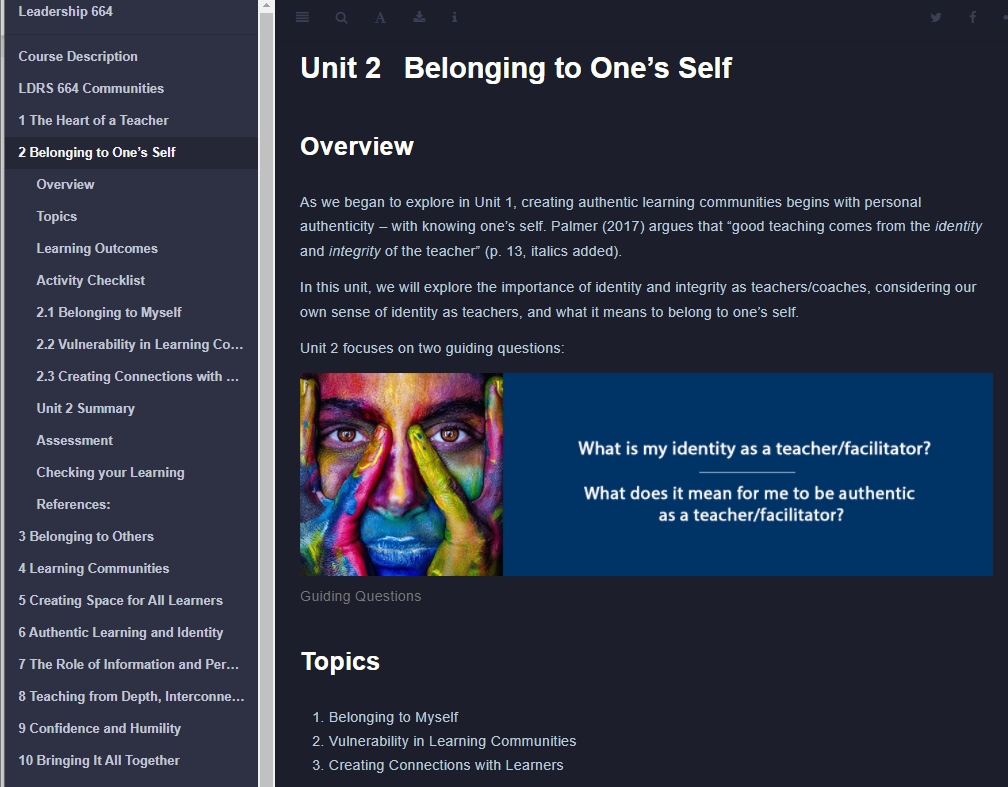 Leadership 664
Course Description
LDRS 664 Communities
1 The Heart of a Teacher
2 Belonging to One's Self
Overview
Topics
Learning Outcomes
Activity Checklist
2.1 Belonging to Myself
2.2 Vulnerability in Learning Co...
2.3 Creating Connections with ...
Unit 2 Summary
Assessment
Checking your Learning
References:
3 Belonging to Others
4 Learning Communities
5 Creating Space for All Learners
6 Authentic Learning and Identity
7 The Role of Information and Per...
8 Teaching from Depth, Interconne...
9 Confidence and Humility
10 Bringing It All Together
A
Unit 2 Belonging to One’s Self
Overview
As we began to explore in Unit 1, creating authentic learning communities begins with personal
authenticity – with knowing one’s self. Palmer (2017) argues that “good teaching comes from the identity
and integrity of the teacher” (p. 13, italics added).
In this unit, we will explore the importance of identity and integrity as teachers/coaches, considering our
own sense of identity as teachers, and what it means to belong to one’s self.
Unit 2 focuses on two guiding questions:
What is my identity as a teacher/facilitator?
What does it mean for me to be authentic
as a teacher/facilitator?
Guiding Questions
Topics
1. Belonging to Myself
2. Vulnerability in Learning Communities
3. Creating Connections with Learners